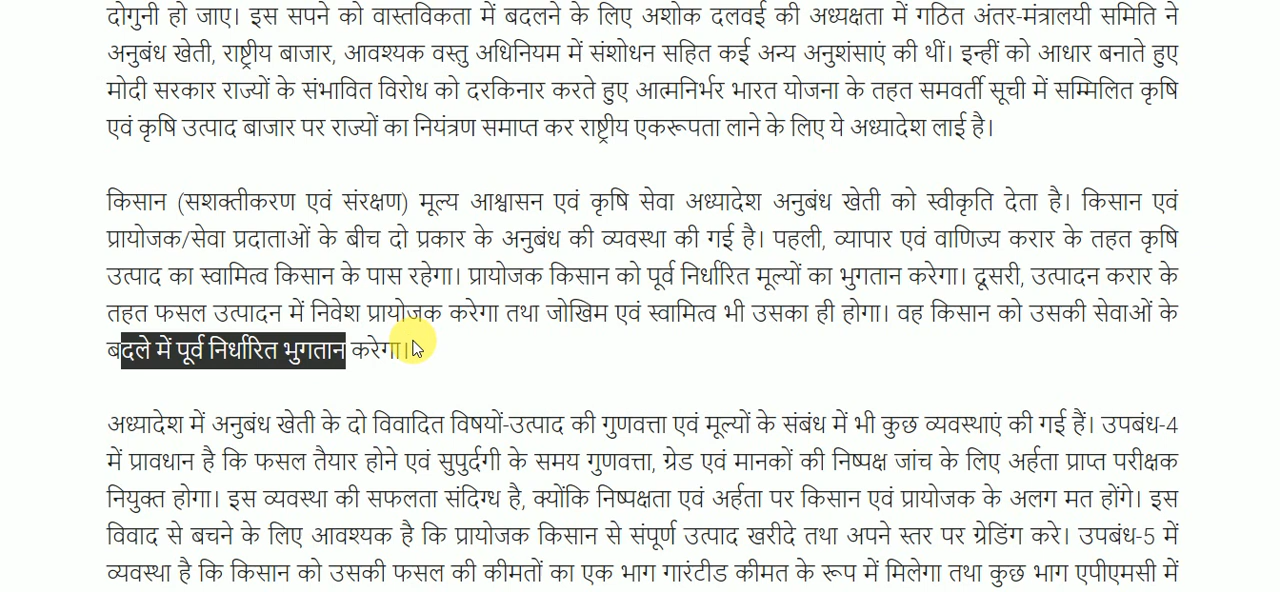 दोगुनी हो जाए। इस सपने को वास्तविकता में बदलने के लिए अशोक दलवई की अध्यक्षता में गठित अंतर-मंत्रालयी समिति ने
अनुबंध खेती, राष्ट्रीय बाजार, आवश्यक वस्तु अधिनियम में संशोधन सहित कई अन्य अनुशंसाएं की थीं। इन्हीं को आधार बनाते हुए
मोदी सरकार राज्यों के संभावित विरोध को दरकिनार करते हुए आत्मनिर्भर भारत योजना के तहत समवर्ती सूची में सम्मिलित कृषि
एवं कृषि उत्पाद बाजार पर राज्यों का नियंत्रण समाप्त कर राष्ट्रीय एकरूपता लाने के लिए ये अध्यादेश लाई है।
किसान (सशक्तीकरण एवं संरक्षण) मूल्य आश्वासन एवं कृषि सेवा अध्यादेश अनुबंध खेती को स्वीकृति देता है। किसान एवं
प्रायोजक/सेवा प्रदाताओं के बीच दो प्रकार के अनुबंध की व्यवस्था की गई है। पहली, व्यापार एवं वाणिज्य करार के तहत कृषि
उत्पाद का स्वामित्व किसान के पास रहेगा। प्रायोजक किसान को पूर्व निर्धारित मूल्यों का भुगतान करेगा। दूसरी, उत्पादन करार के
तहत फसल उत्पादन में निवेश प्रायोजक करेगा तथा जोखिम एवं स्वामित्व भी उसका ही होगा। वह किसान को उसकी सेवाओं के
बदले में पूर्व निर्धारित भुगतान करेगा।
अध्यादेश में अनुबंध खेती के दो विवादित विषयों-उत्पाद की गुणवत्ता एवं मूल्यों के संबंध में भी कुछ व्यवस्थाएं की गई हैं। उपबंध-4
में प्रावधान है कि फसल तैयार होने एवं सुपुर्दगी के समय गुणवत्ता, ग्रेड एवं मानकों की निष्पक्ष जांच के लिए अर्हता प्राप्त परीक्षक
नियुक्त होगा। इस व्यवस्था की सफलता संदिग्ध है, क्योंकि निष्पक्षता एवं अर्हता पर किसान एवं प्रायोजक के अलग मत होंगे। इस
विवाद से बचने के लिए आवश्यक है कि प्रायोजक किसान से संपूर्ण उत्पाद खरीदे तथा अपने स्तर पर ग्रेडिंग करे। उपबंध-5 में
व्यवस्था है कि किसान को उसकी फसल की कीमतों का एक भाग गारंटीड कीमत के रूप में मिलेगा तथा कुछ भाग एपीएमसी में